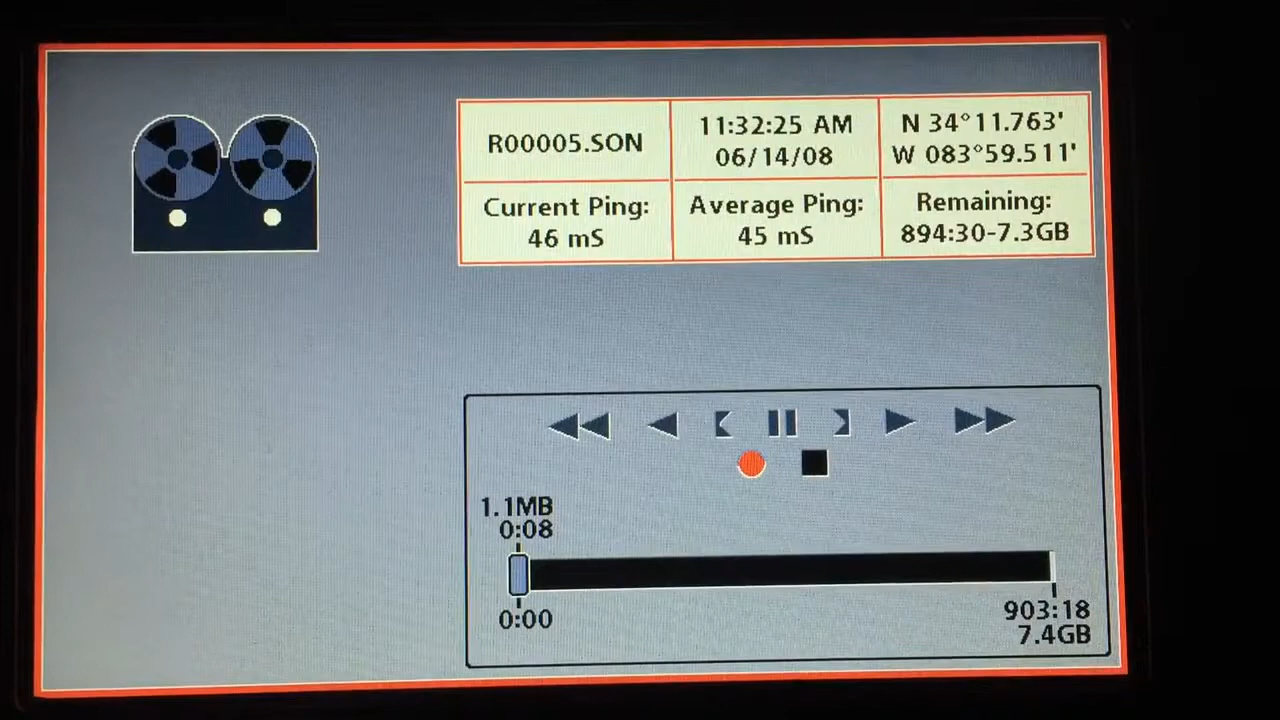 R00005.SON
11:32:25 AM
06/14/08
N 34°11.763'
W 083°59.511'
Current Ping:
46 mS
Average Ping:
45 mS
Remaining:
894:30-7.3GB
1.1MB
0:08
0:00
903:18
7.4GB